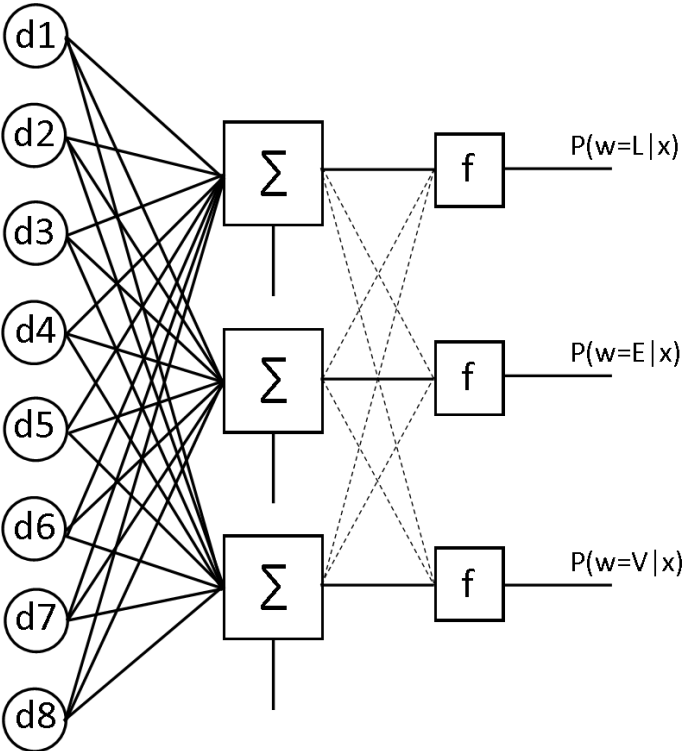 d1
d2
d3
d4
d5
d6
d7
d8
∑
∑
∑
f
f
f
P(w=L|x)
P(w=E|x)
P(w=V|x)